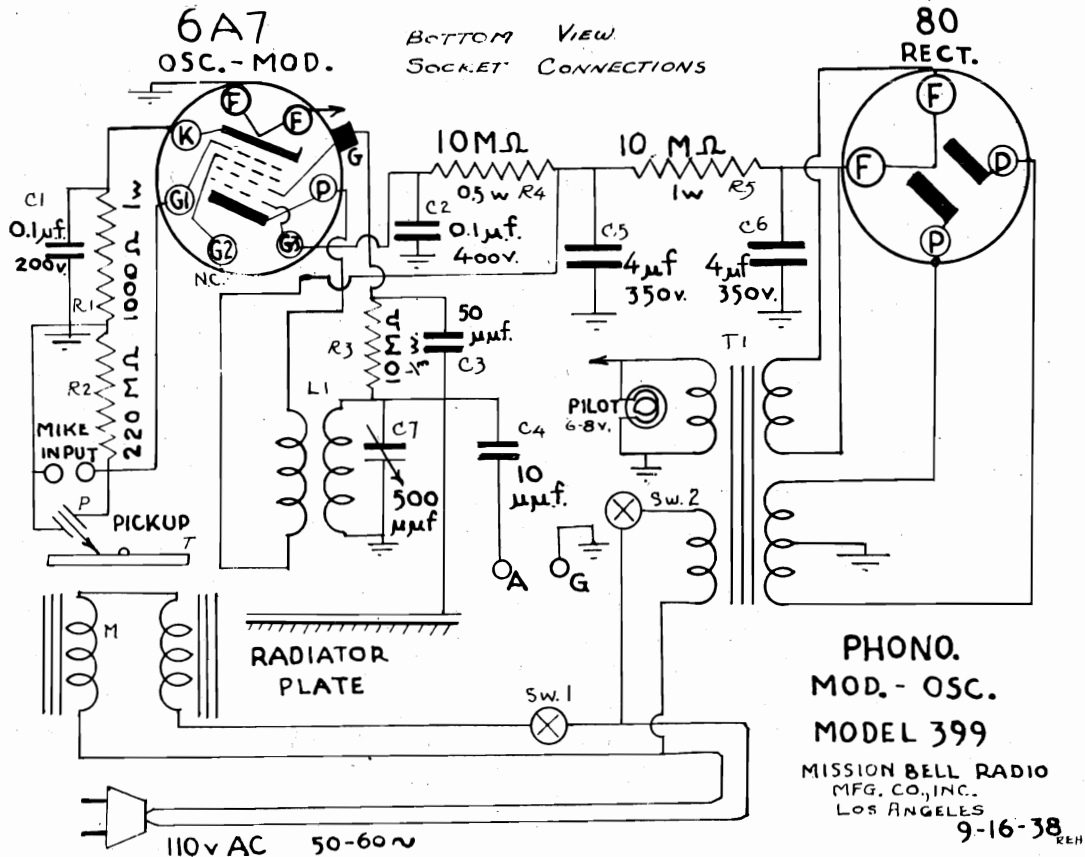 6A7
OSC.-MOD.
BOTTOM VIEW
SOCKET CONNECTIONS
80
RECT.
F
F
K
G
G1
P
G2
G3
N.C.
F
F
P
P
C1
0.1µf.
200v.
R1
1000Ω 1w
R2
220 MΩ
10 MΩ
0.5w R4
10 MΩ
1w R5
C2
0.1µf.
400v.
C5
4µf
350v.
C6
4µf
350v.
R3
10MΩ
⅓w.
50
µµf.
C3
L1
C7
500
µµf
C4
10
µµf.
T1
PILOT
6-8v.
MIKE
INPUT
P
PICKUP
T
Sw.2
A
G
M
RADIATOR
PLATE
Sw.1
PHONO.
MOD.-OSC.
MODEL 399
MISSION BELL RADIO
MFG. CO., INC.
LOS ANGELES
9-16-38
REH
110v AC 50-60~